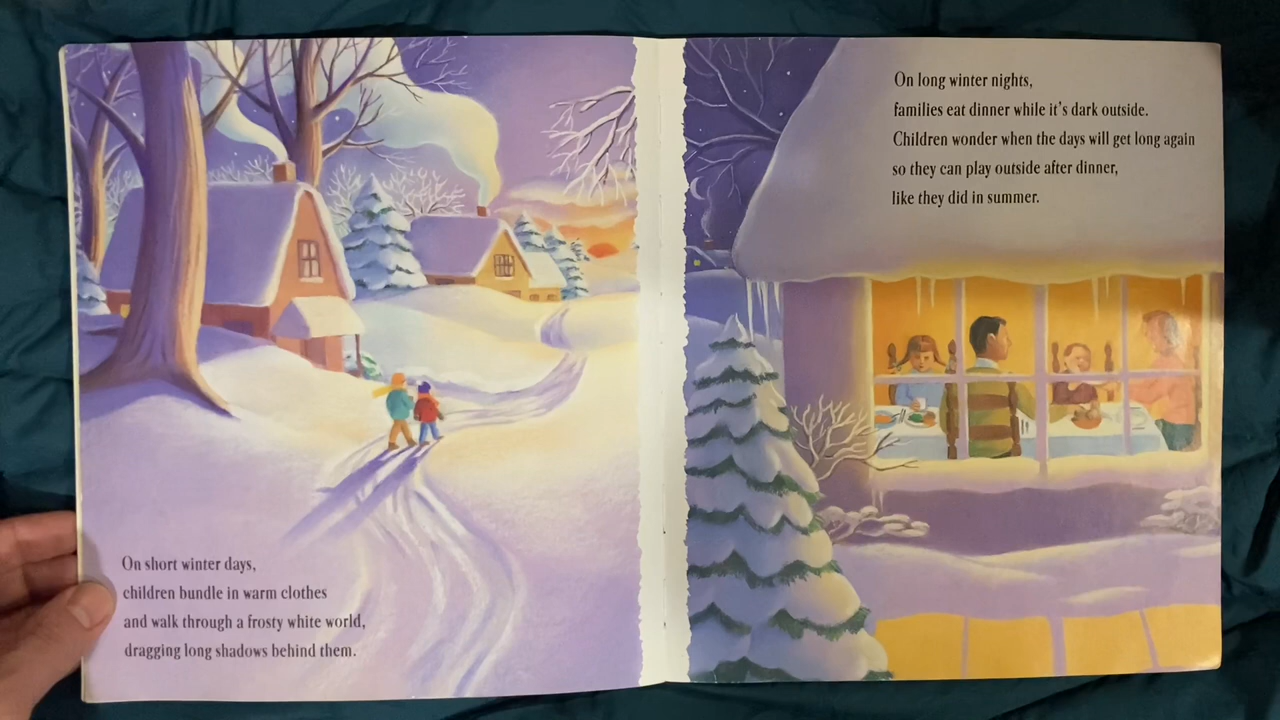 On short winter days,
children bundle in warm clothes
and walk through a frosty white world,
dragging long shadows behind them.
On long winter nights,
families eat dinner while it's dark outside.
Children wonder when the days will get long again
so they can play outside after dinner,
like they did in summer.